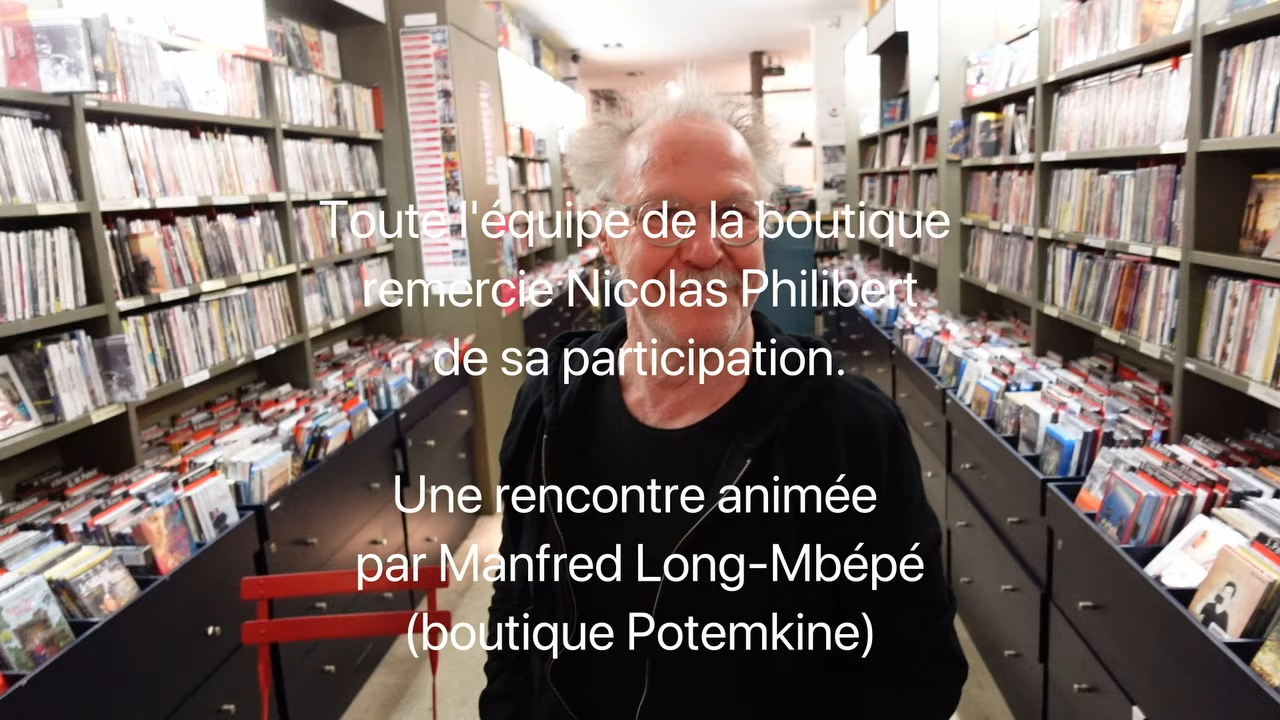 Toute l'équipe de la boutique
remercie Nicolas Philibert
de sa participation.
Une rencontre animée
par Manfred Long-Mbépé
(boutique Potemkine)